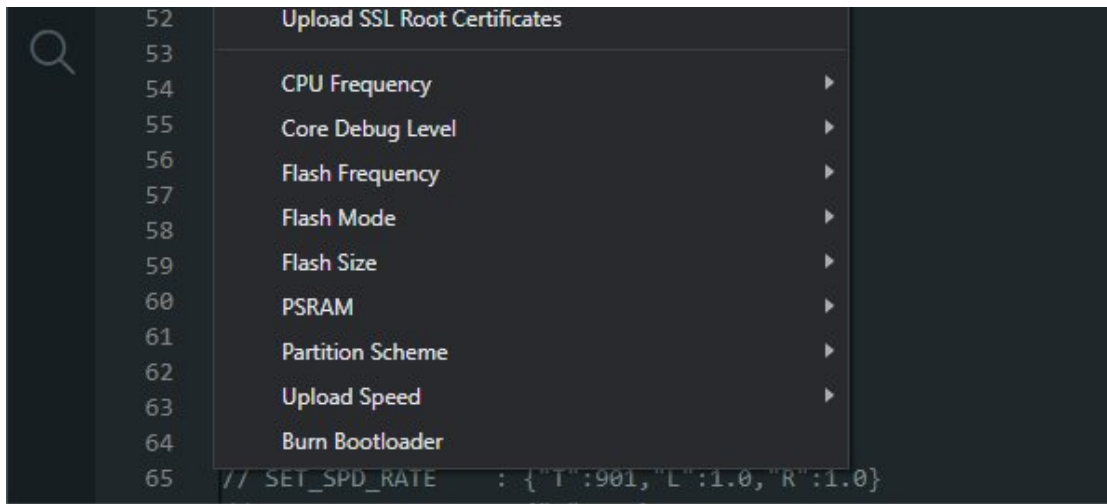 52 Upload SSL Root Certificates
53
54 CPU Frequency
55 Core Debug Level
56 Flash Frequency
57
58 Flash Mode
59 Flash Size
60 PSRAM
61
62 Partition Scheme
63 Upload Speed
64 Burn Bootloader
65 // SET_SPD_RATE : {"T":901,"L":1.0,"R":1.0}